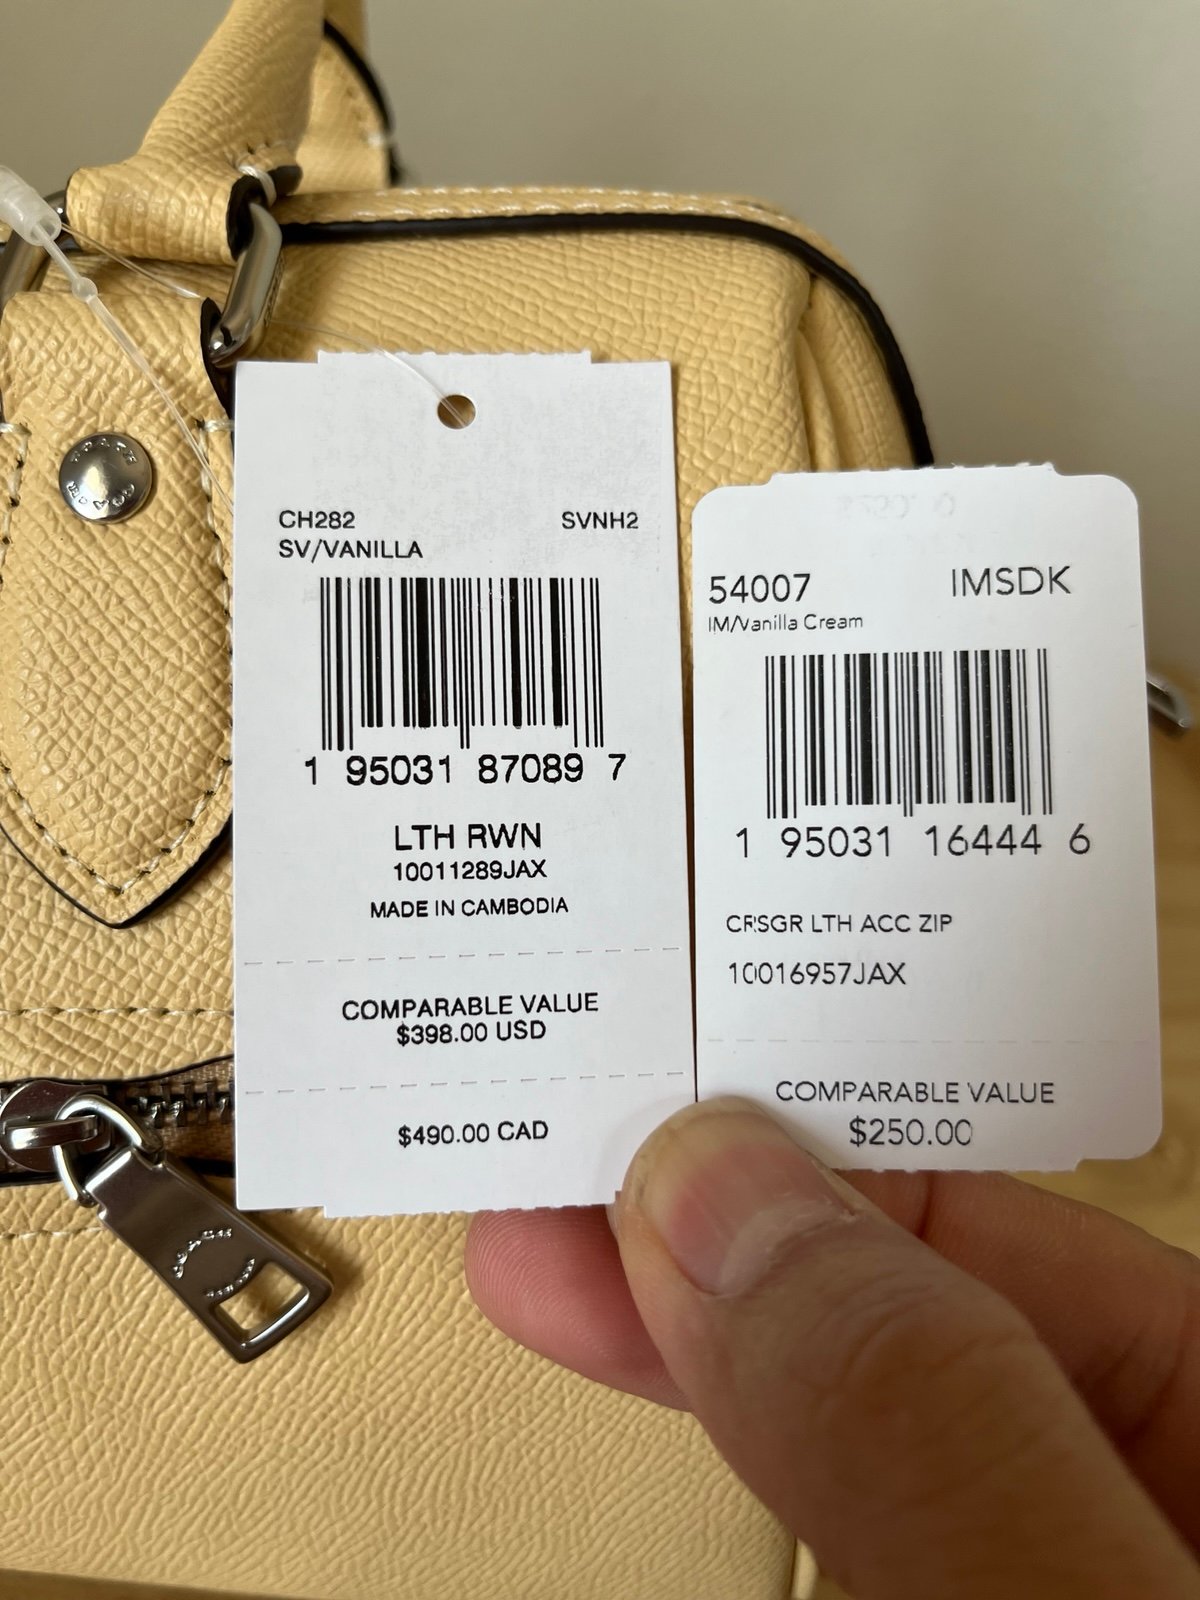 CH282 SVNH2
SV/VANILLA
1 95031 87089 7
LTH RWN
10011289JAX
MADE IN CAMBODIA
COMPARABLE VALUE
$398.00 USD
$490.00 CAD
54007 IMSDK
IM/Vanilla Cream
1 95031 16444 6
CRSGR LTH ACC ZIP
10016957JAX
COMPARABLE VALUE
$250.00
COACH